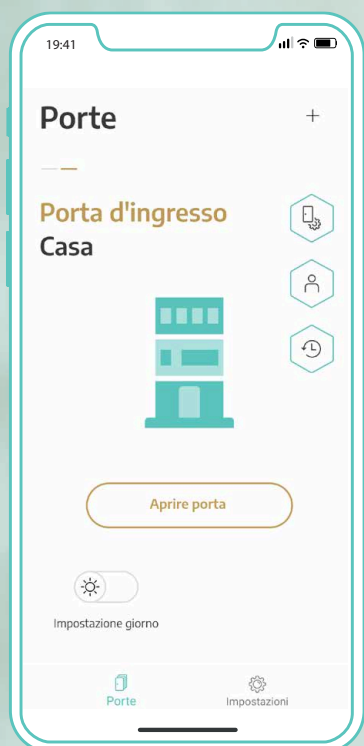 19:41
Porte
+
Porta d'ingresso
Casa
Aprire porta
Impostazione giorno
Porte
Impostazioni